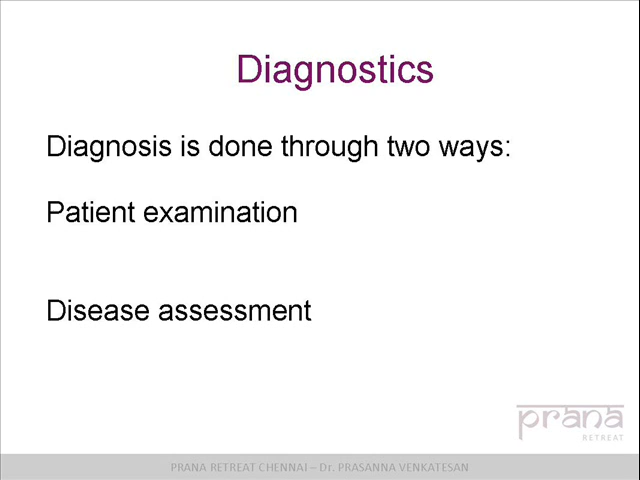 Diagnostics
Diagnosis is done through two ways:
Patient examination
Disease assessment
prana
RETREAT
PRANA RETREAT CHENNAI – Dr. PRASANNA VENKATESAN